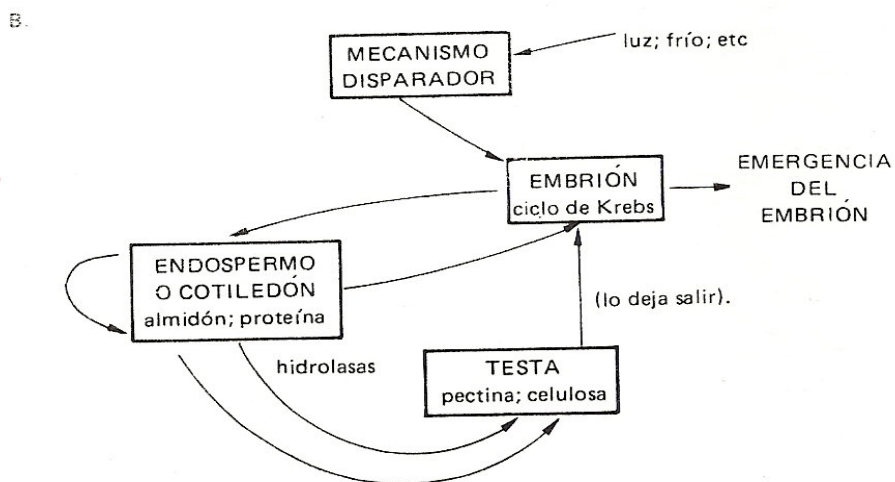 B.
MECANISMO
DISPARADOR
luz; frío; etc
EMBRIÓN
ciclo de Krebs
EMERGENCIA
DEL
EMBRIÓN
ENDOSPERMO
O COTILEDÓN
almidón; proteína
(lo deja salir).
hidrolasas
TESTA
pectina; celulosa